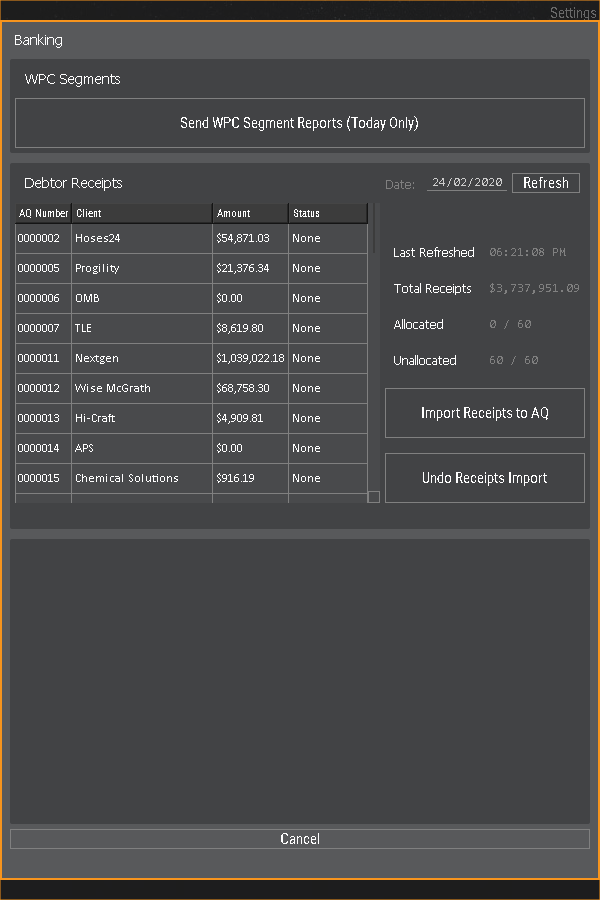 Settings
Banking
WPC Segments
Send WPC Segment Reports (Today Only)
Debtor Receipts
Date: 24/02/2020 Refresh
AQ Number Client Amount Status
0000002 Hoses24 $54,871.03 None
0000005 Progility $21,376.34 None
0000006 OMB $0.00 None
0000007 TLE $8,619.80 None
0000011 Nextgen $1,039,022.18 None
0000012 Wise McGrath $68,758.30 None
0000013 Hi-Craft $4,909.81 None
0000014 APS $0.00 None
0000015 Chemical Solutions $916.19 None
Last Refreshed 06:21:08 PM
Total Receipts $3,737,951.09
Allocated 0 / 60
Unallocated 60 / 60
Import Receipts to AQ
Undo Receipts Import
Cancel